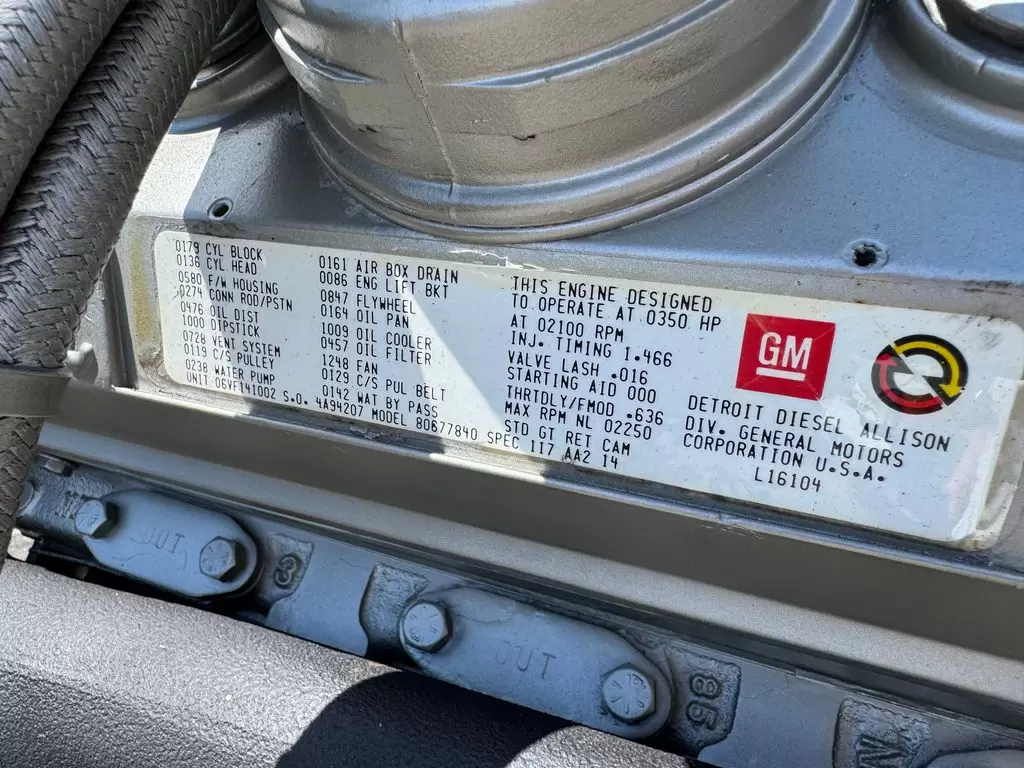 0179 CYL BLOCK
0136 CYL HEAD
0580 F/W HOUSING
0274 CONN ROD/PSTN
0476 OIL DIST
1000 DIPSTICK
0728 VENT SYSTEM
0119 C/S PULLEY
0238 WATER PUMP
0161 AIR BOX DRAIN
0086 ENG LIFT BKT
0847 FLYWHEEL
0164 OIL PAN
1009 OIL COOLER
0457 OIL FILTER
1248 FAN
0129 C/S PUL BELT
0142 WAT BY PASS
UNIT 06VF141002 S.O. 4A94207 MODEL 80677840 SPEC 117 AA2 14
THIS ENGINE DESIGNED
TO OPERATE AT 0350 HP
AT 02100 RPM
INJ. TIMING 1.466
VALVE LASH .016
STARTING AID 000
THRTDLY/FMOD .636
MAX RPM NL 02250
STD GT RET CAM
GM
DETROIT DIESEL ALLISON
DIV. GENERAL MOTORS
CORPORATION U.S.A.
L16104
OUT
3
OUT
85